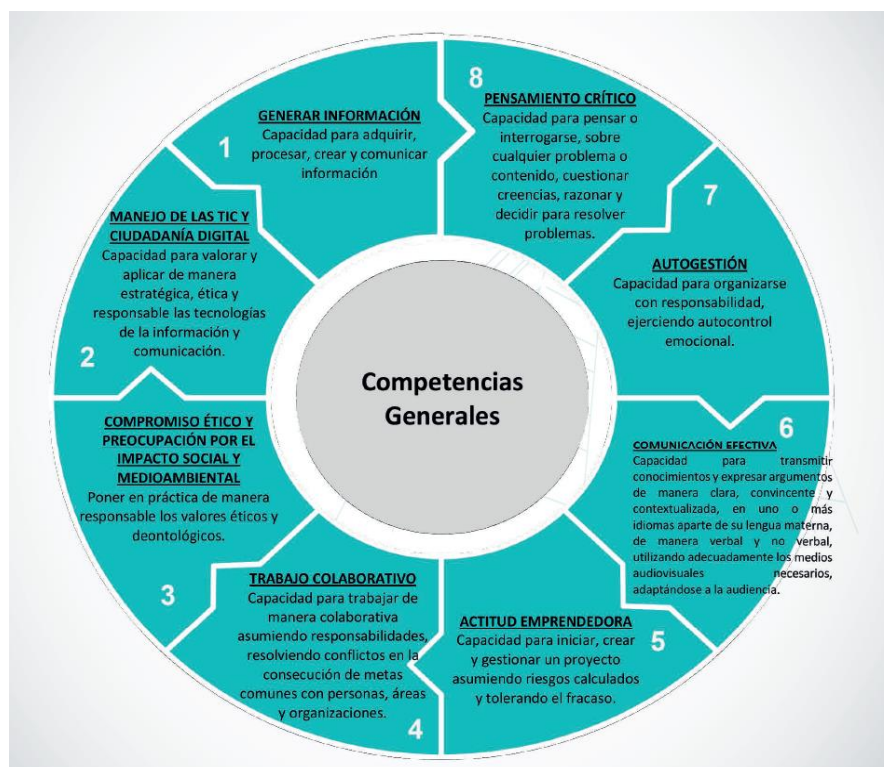 1
GENERAR INFORMACIÓN
Capacidad para adquirir,
procesar, crear y comunicar
información
2
MANEJO DE LAS TIC Y
CIUDADANÍA DIGITAL
Capacidad para valorar y
aplicar de manera
estratégica, ética y
responsable las tecnologías
de la información y
comunicación.
3
COMPROMISO ÉTICO Y
PREOCUPACIÓN POR EL
IMPACTO SOCIAL Y
MEDIOAMBIENTAL
Poner en práctica de manera
responsable los valores éticos y
deontológicos.
4
TRABAJO COLABORATIVO
Capacidad para trabajar de
manera colaborativa
asumiendo responsabilidades,
resolviendo conflictos en la
consecución de metas
comunes con personas, áreas
y organizaciones.
5
ACTITUD EMPRENDEDORA
Capacidad para iniciar, crear
y gestionar un proyecto
asumiendo riesgos calculados
y tolerando el fracaso.
6
COMUNICACIÓN EFECTIVA
Capacidad para transmitir
conocimientos y expresar argumentos
de manera clara, convincente y
contextualizada, en uno o más
idiomas aparte de su lengua materna,
de manera verbal y no verbal,
utilizando adecuadamente los medios
audiovisuales necesarios,
adaptándose a la audiencia.
7
AUTOGESTIÓN
Capacidad para organizarse
con responsabilidad,
ejerciendo autocontrol
emocional.
8
PENSAMIENTO CRÍTICO
Capacidad para pensar o
interrogarse, sobre
cualquier problema o
contenido, cuestionar
creencias, razonar y
decidir para resolver
problemas.
Competencias
Generales